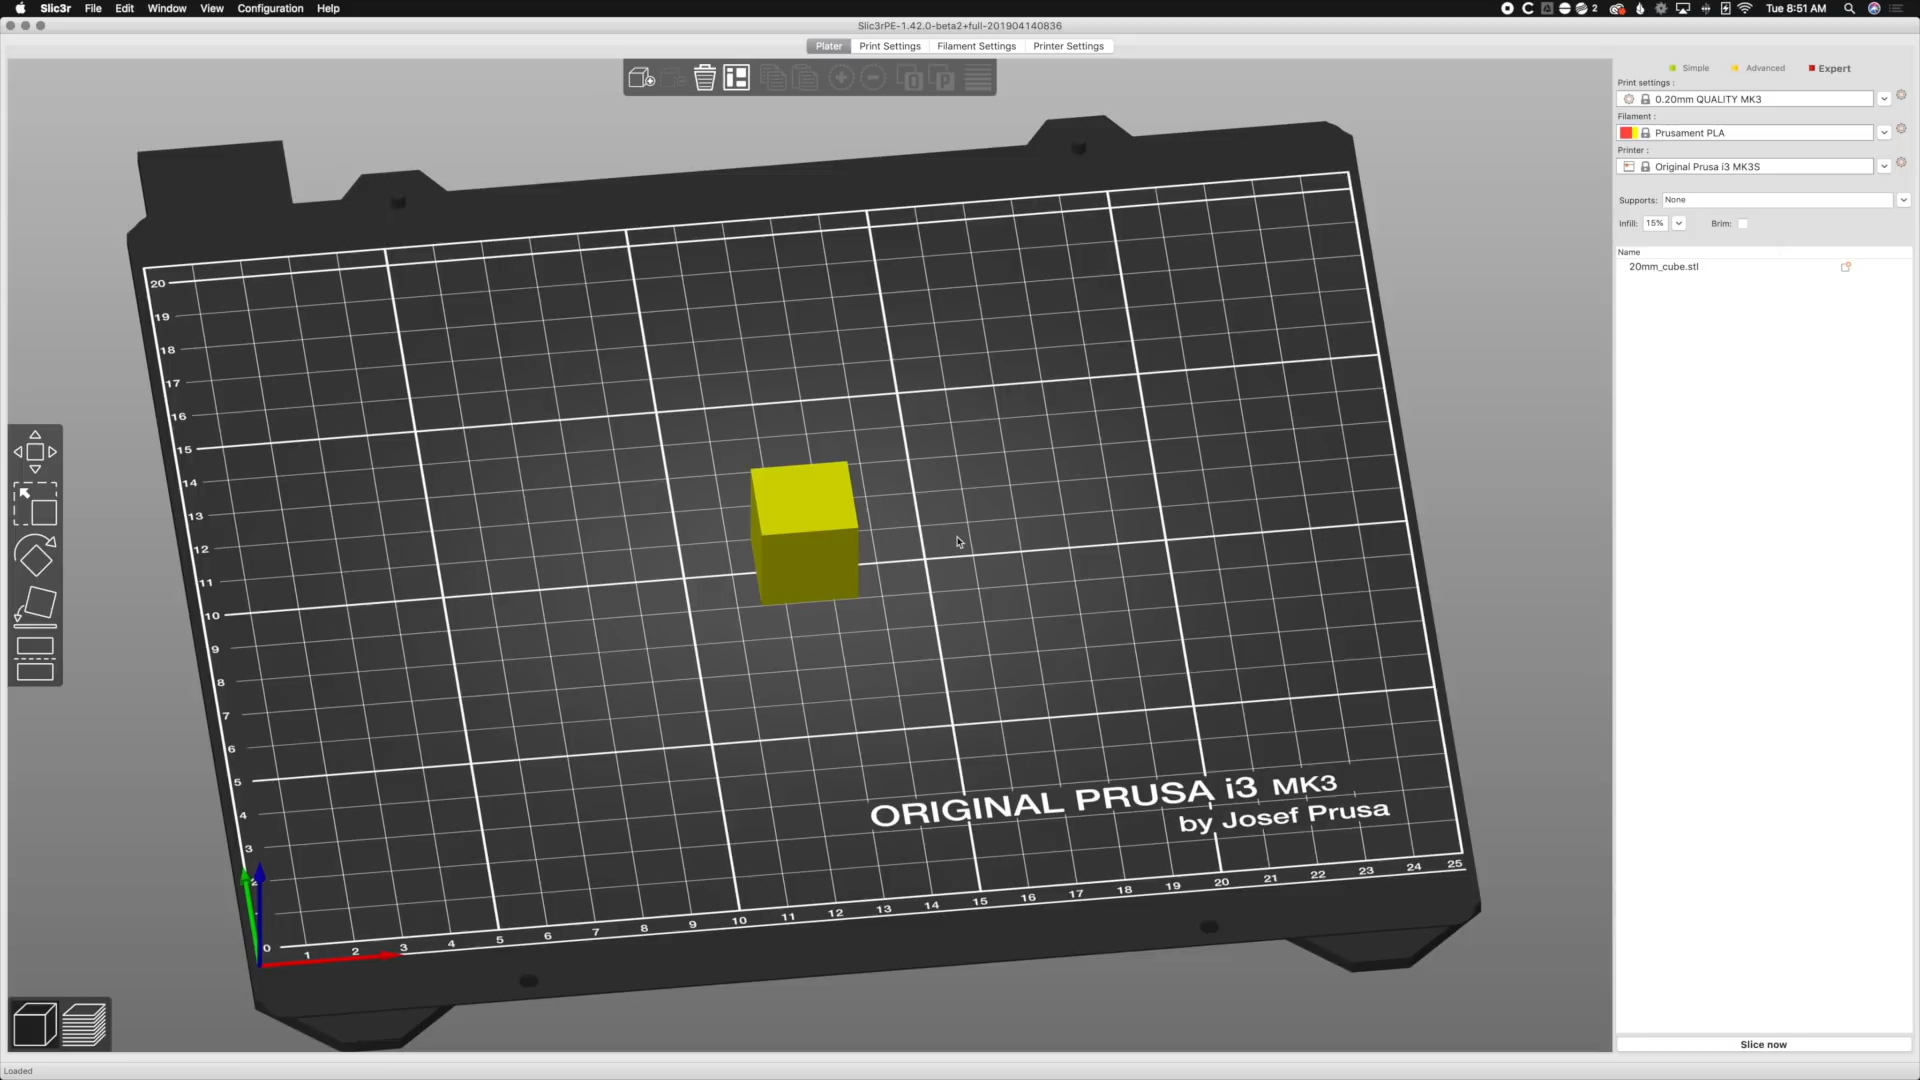 Slic3r File Edit Window View Configuration Help
2
Tue 8:51 AM
Slic3rPE-1.42.0-beta2+full-201904140836
Plater Print Settings Filament Settings Printer Settings
Simple Advanced Expert
Print settings :
0.20mm QUALITY MK3
Filament :
Prusament PLA
Printer :
Original Prusa i3 MK3S
Supports: None
Infill: 15% Brim:
Name
20mm_cube.stl
20
19
18
17
16
15
14
13
12
11
10
9
8
7
6
5
4
3
0
1 2 3 4 5 6 7 8 9 10 11 12 13 14 15 16 17 18 19 20 21 22 23 24 25
ORIGINAL PRUSA i3 MK3
by Josef Prusa
Slice now
Loaded